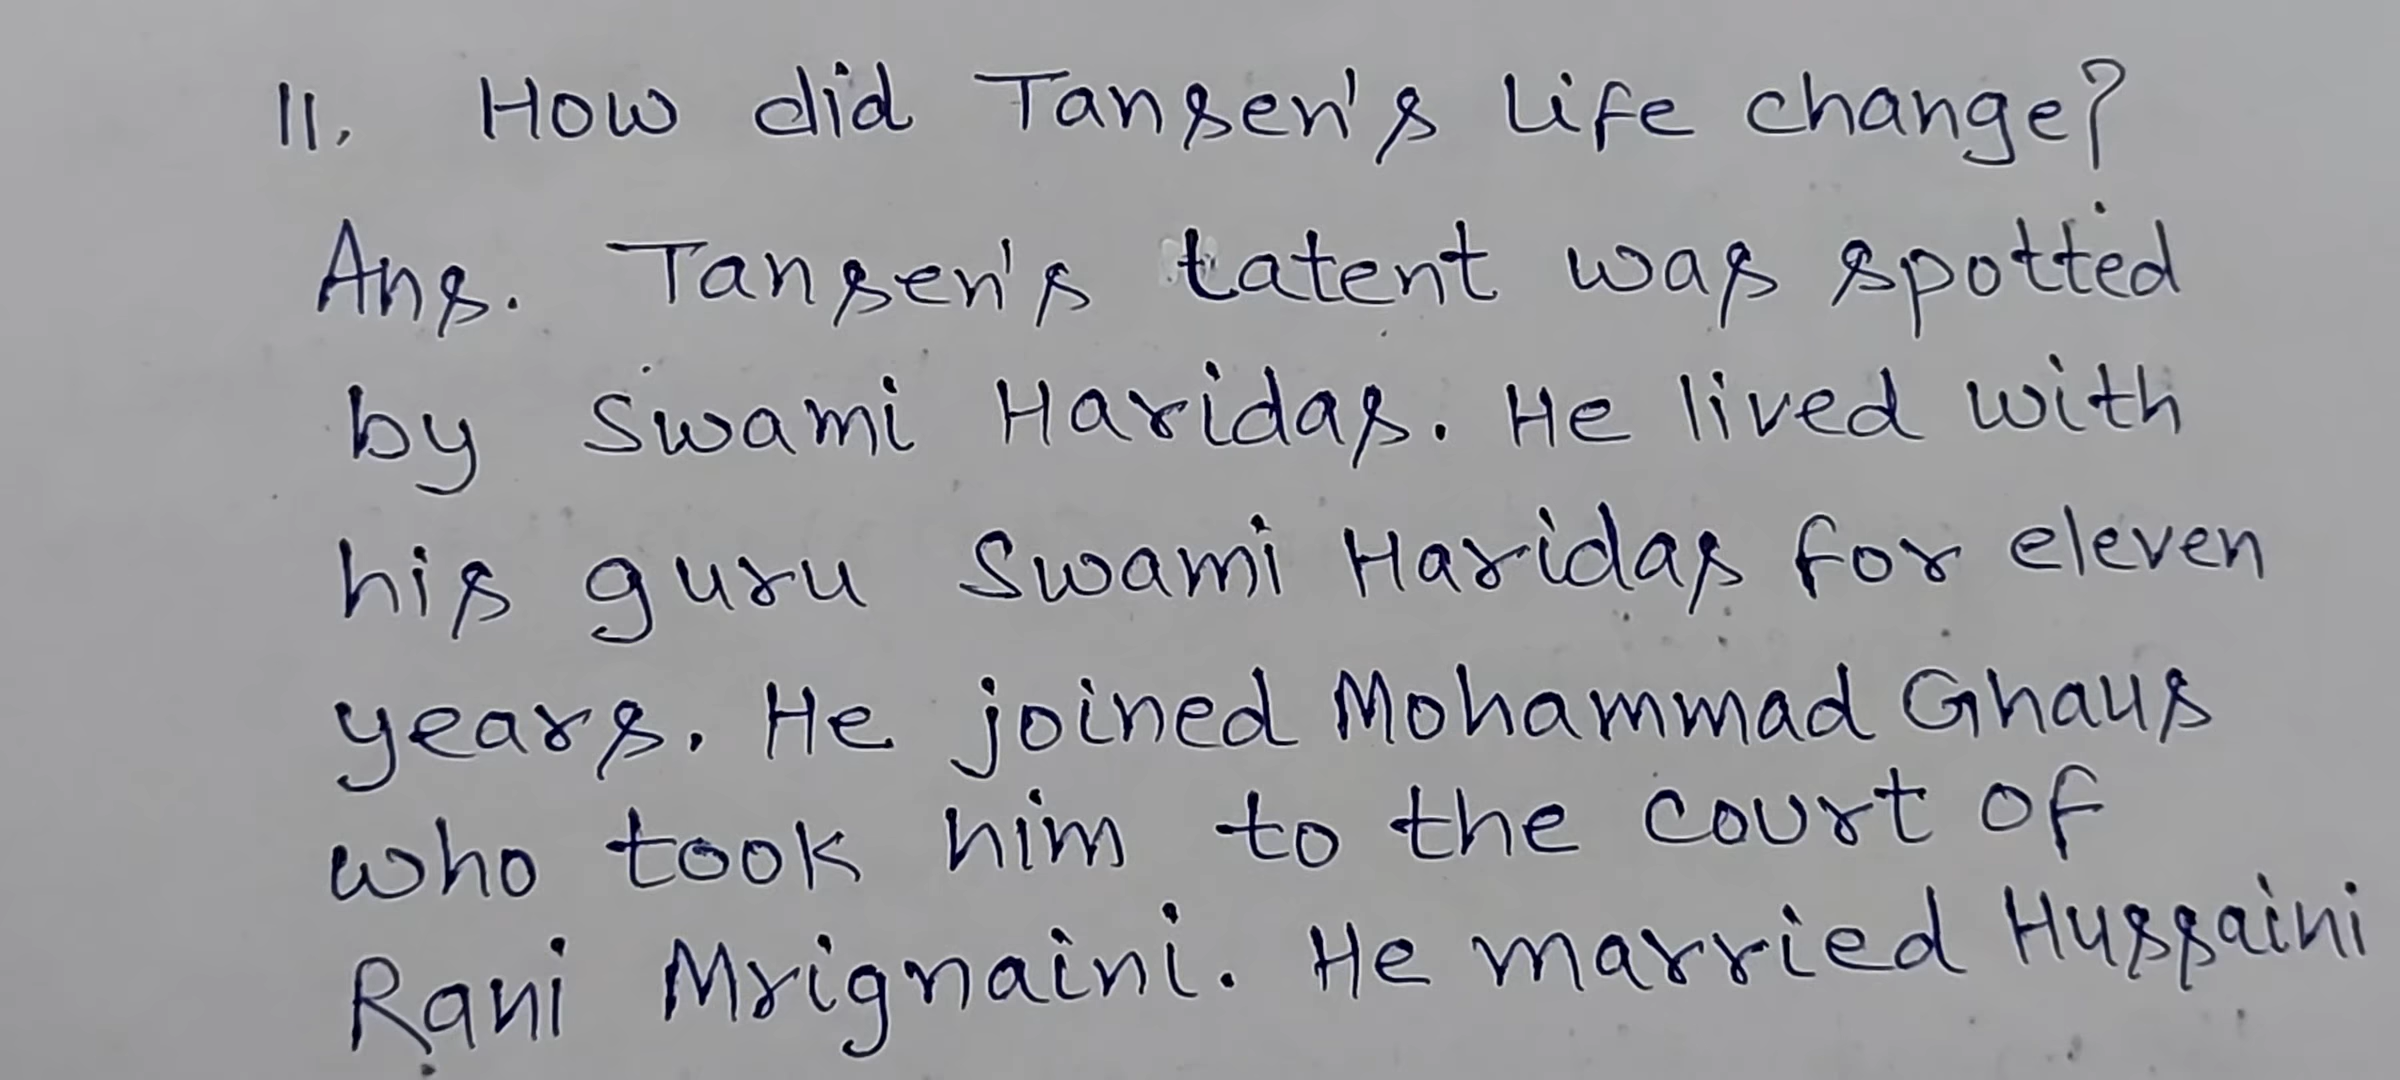 11. How did Tansen's life change?
Ans. Tansen's tatent was spotted
by Swami Haridas. He lived with
his guru Swami Haridas for eleven
years. He joined Mohammad Ghaus
who took him to the court of
Rani Mrignaini. He married Hussaini